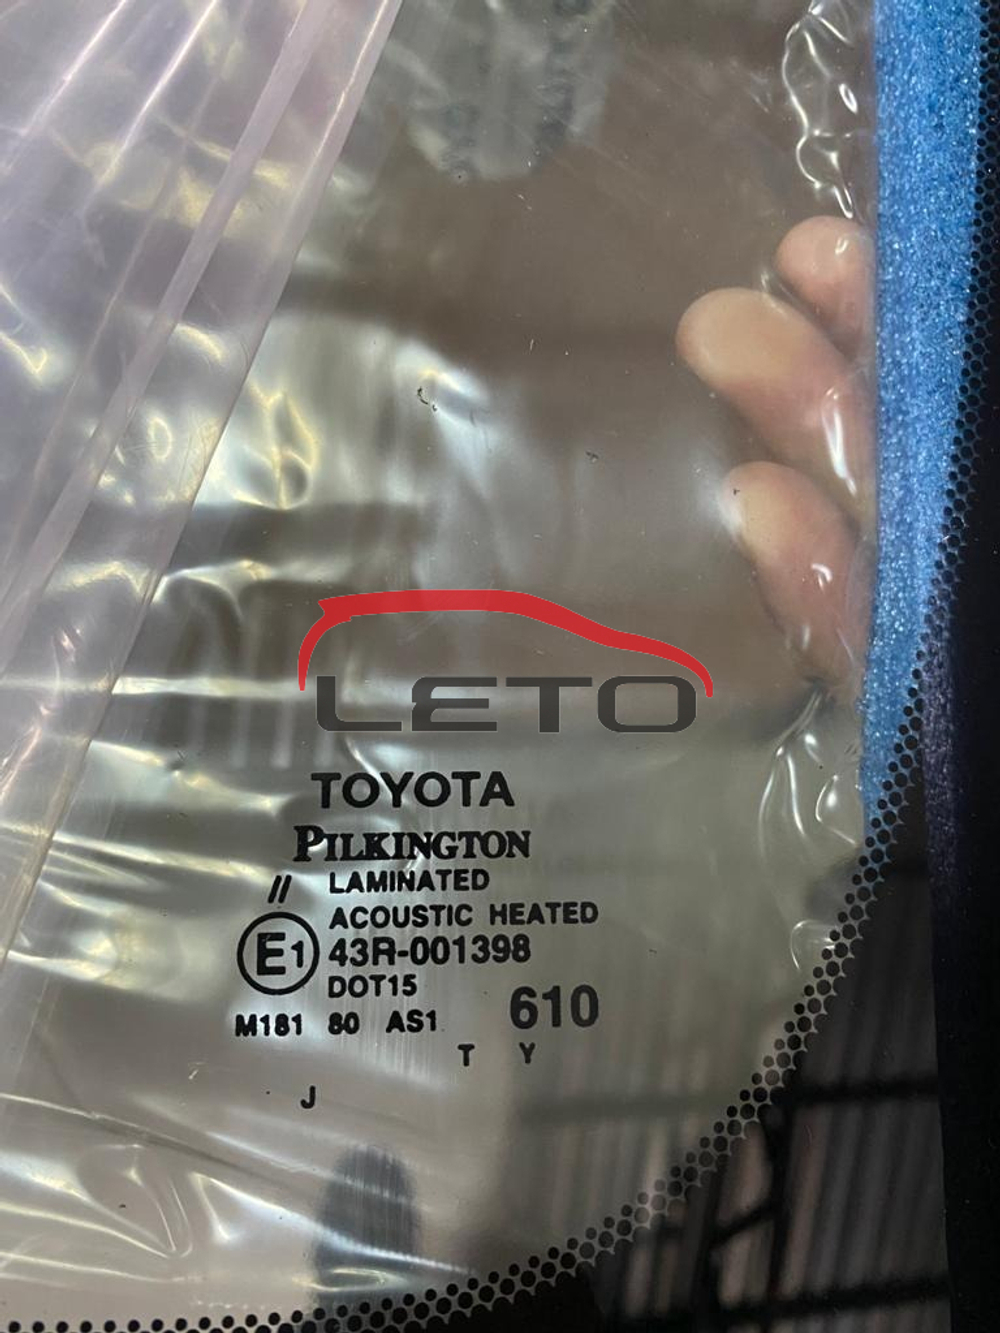 LETO
TOYOTA
PILKINGTON
// LAMINATED
ACOUSTIC HEATED
E1 43R-001398
DOT15
M181 80 AS1 610
T Y
J